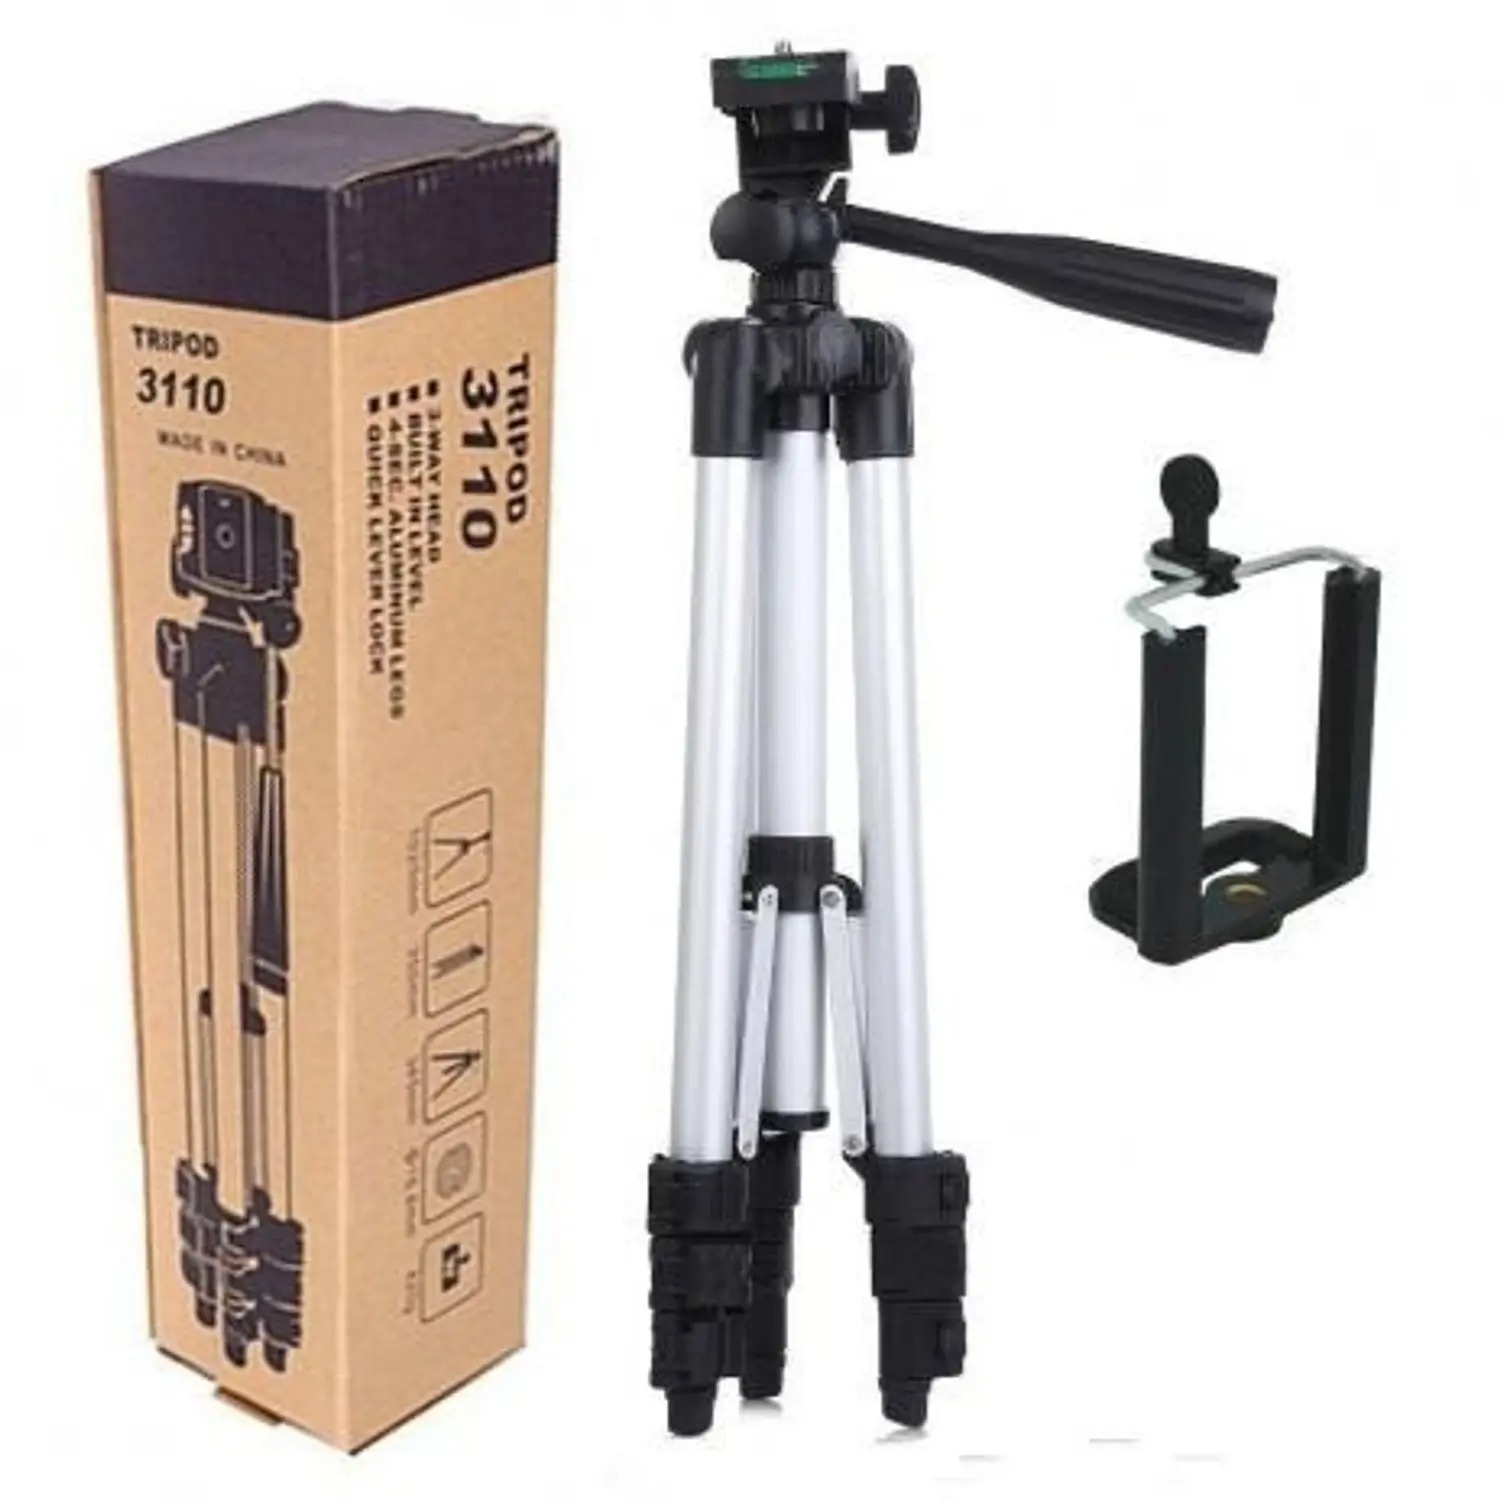 TRIPOD
3110
MADE IN CHINA
TRIPOD
3110
■ 3-WAY HEAD
■ BUILT IN LEVEL
■ 4-SEC. ALUMINUM LEGS
■ QUICK LEVER LOCK